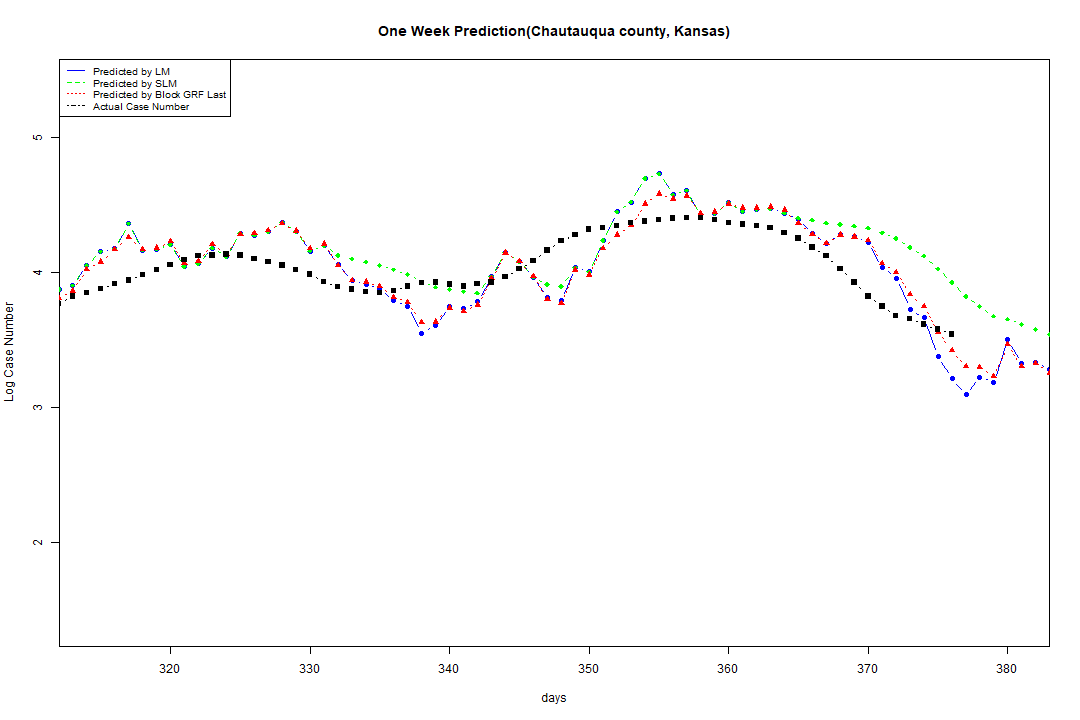 One Week Prediction(Chautauqua county, Kansas)
Predicted by LM
Predicted by SLM
Predicted by Block GRF Last
Actual Case Number
5
4
3
2
Log Case Number
320 330 340 350 360 370 380
days